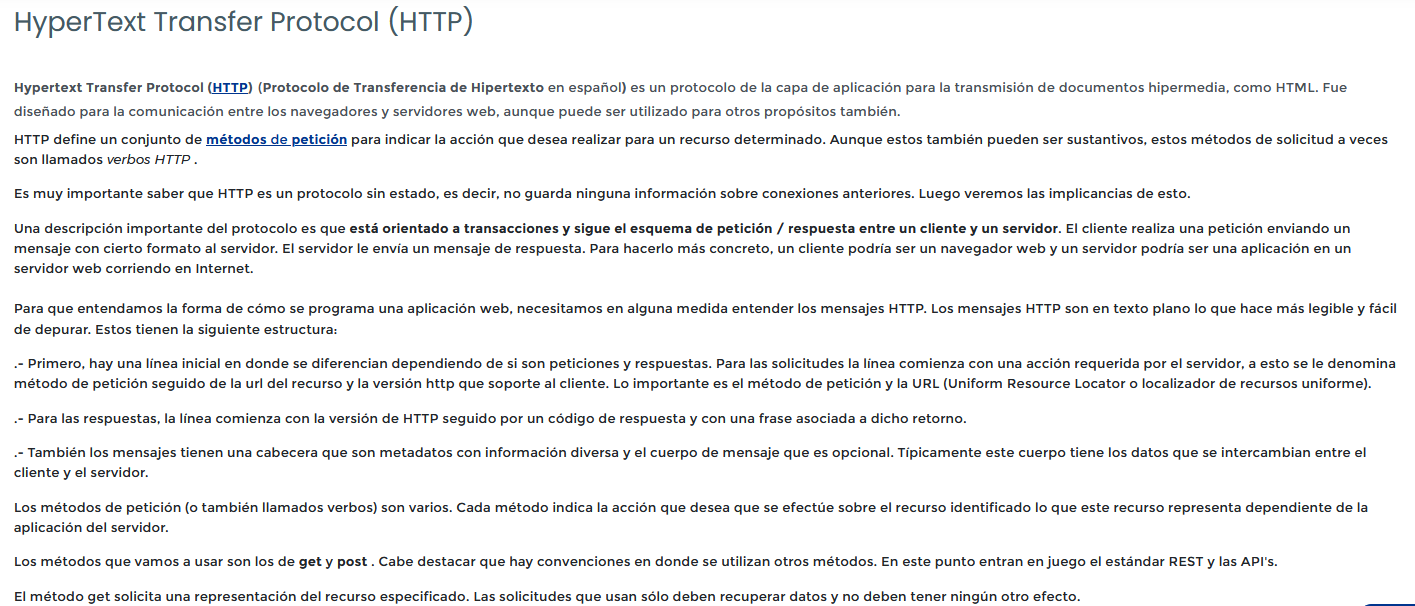 HyperText Transfer Protocol (HTTP)
Hypertext Transfer Protocol (HTTP) (Protocolo de Transferencia de Hipertexto en español) es un protocolo de la capa de aplicación para la transmisión de documentos hipermedia, como HTML. Fue
diseñado para la comunicación entre los navegadores y servidores web, aunque puede ser utilizado para otros propósitos también.
HTTP define un conjunto de métodos de petición para indicar la acción que desea realizar para un recurso determinado. Aunque estos también pueden ser sustantivos, estos métodos de solicitud a veces
son llamados verbos HTTP .
Es muy importante saber que HTTP es un protocolo sin estado, es decir, no guarda ninguna información sobre conexiones anteriores. Luego veremos las implicancias de esto.
Una descripción importante del protocolo es que está orientado a transacciones y sigue el esquema de petición / respuesta entre un cliente y un servidor. El cliente realiza una petición enviando un
mensaje con cierto formato al servidor. El servidor le envía un mensaje de respuesta. Para hacerlo más concreto, un cliente podría ser un navegador web y un servidor podría ser una aplicación en un
servidor web corriendo en Internet.
Para que entendamos la forma de cómo se programa una aplicación web, necesitamos en alguna medida entender los mensajes HTTP. Los mensajes HTTP son en texto plano lo que hace más legible y fácil
de depurar. Estos tienen la siguiente estructura:
.- Primero, hay una línea inicial en donde se diferencian dependiendo de si son peticiones y respuestas. Para las solicitudes la línea comienza con una acción requerida por el servidor, a esto se le denomina
método de petición seguido de la url del recurso y la versión http que soporte al cliente. Lo importante es el método de petición y la URL (Uniform Resource Locator o localizador de recursos uniforme).
.- Para las respuestas, la línea comienza con la versión de HTTP seguido por un código de respuesta y con una frase asociada a dicho retorno.
.- También los mensajes tienen una cabecera que son metadatos con información diversa y el cuerpo de mensaje que es opcional. Típicamente este cuerpo tiene los datos que se intercambian entre el
cliente y el servidor.
Los métodos de petición (o también llamados verbos) son varios. Cada método indica la acción que desea que se efectúe sobre el recurso identificado lo que este recurso representa dependiente de la
aplicación del servidor.
Los métodos que vamos a usar son los de get y post . Cabe destacar que hay convenciones en donde se utilizan otros métodos. En este punto entran en juego el estándar REST y las API's.
El método get solicita una representación del recurso especificado. Las solicitudes que usan sólo deben recuperar datos y no deben tener ningún otro efecto.